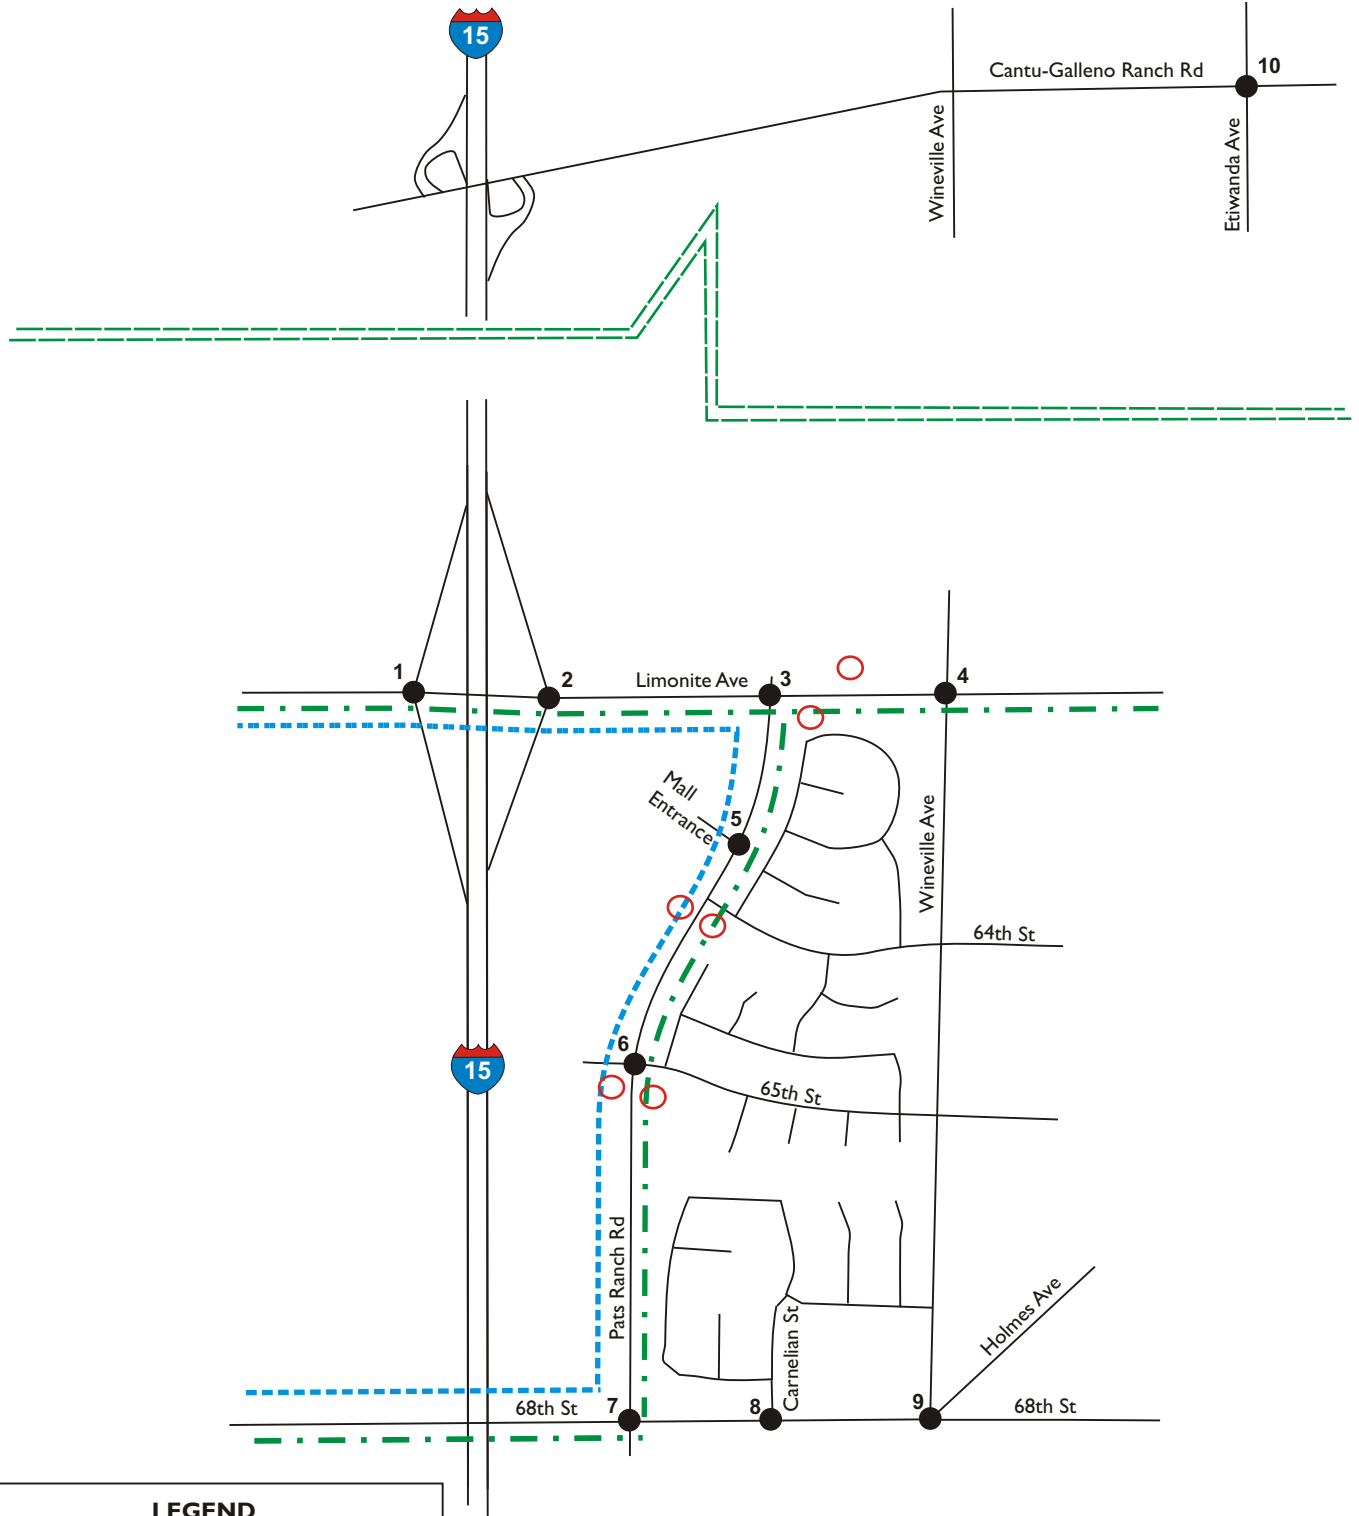 15
Cantu-Galleno Ranch Rd
10
Wineville Ave
Etiwanda Ave
1
2
Limonite Ave
3
4
Mall
Entrance
5
Wineville Ave
64th St
6
15
65th St
Pats Ranch Rd
Carnelian St
Holmes Ave
68th St
7
8
9
68th St
LEGEND